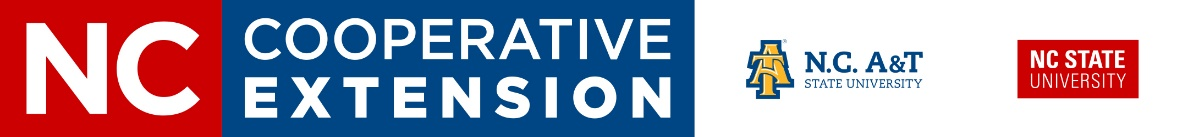 NC
COOPERATIVE
EXTENSION
N.C. A&T
STATE UNIVERSITY
NC STATE
UNIVERSITY